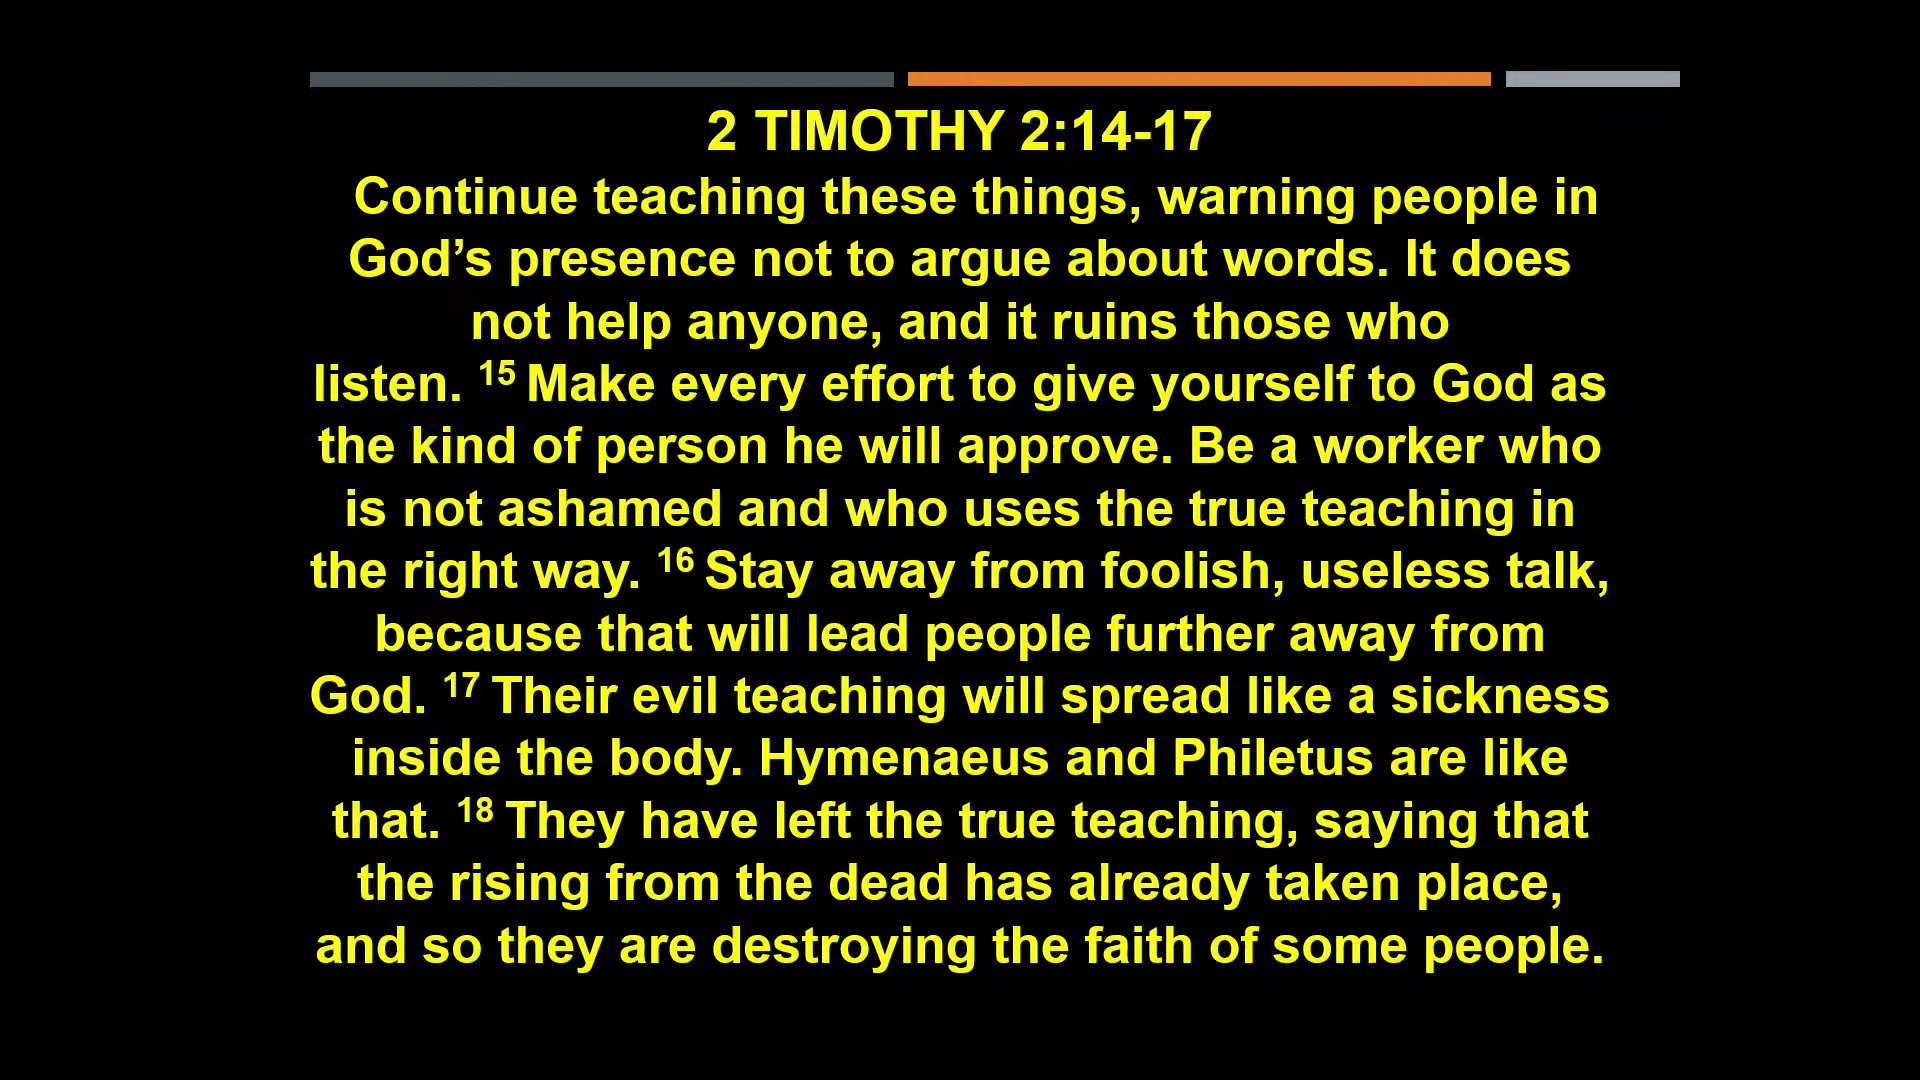 2 TIMOTHY 2:14-17
Continue teaching these things, warning people in
God’s presence not to argue about words. It does
not help anyone, and it ruins those who
listen. 15 Make every effort to give yourself to God as
the kind of person he will approve. Be a worker who
is not ashamed and who uses the true teaching in
the right way. 16 Stay away from foolish, useless talk,
because that will lead people further away from
God. 17 Their evil teaching will spread like a sickness
inside the body. Hymenaeus and Philetus are like
that. 18 They have left the true teaching, saying that
the rising from the dead has already taken place,
and so they are destroying the faith of some people.